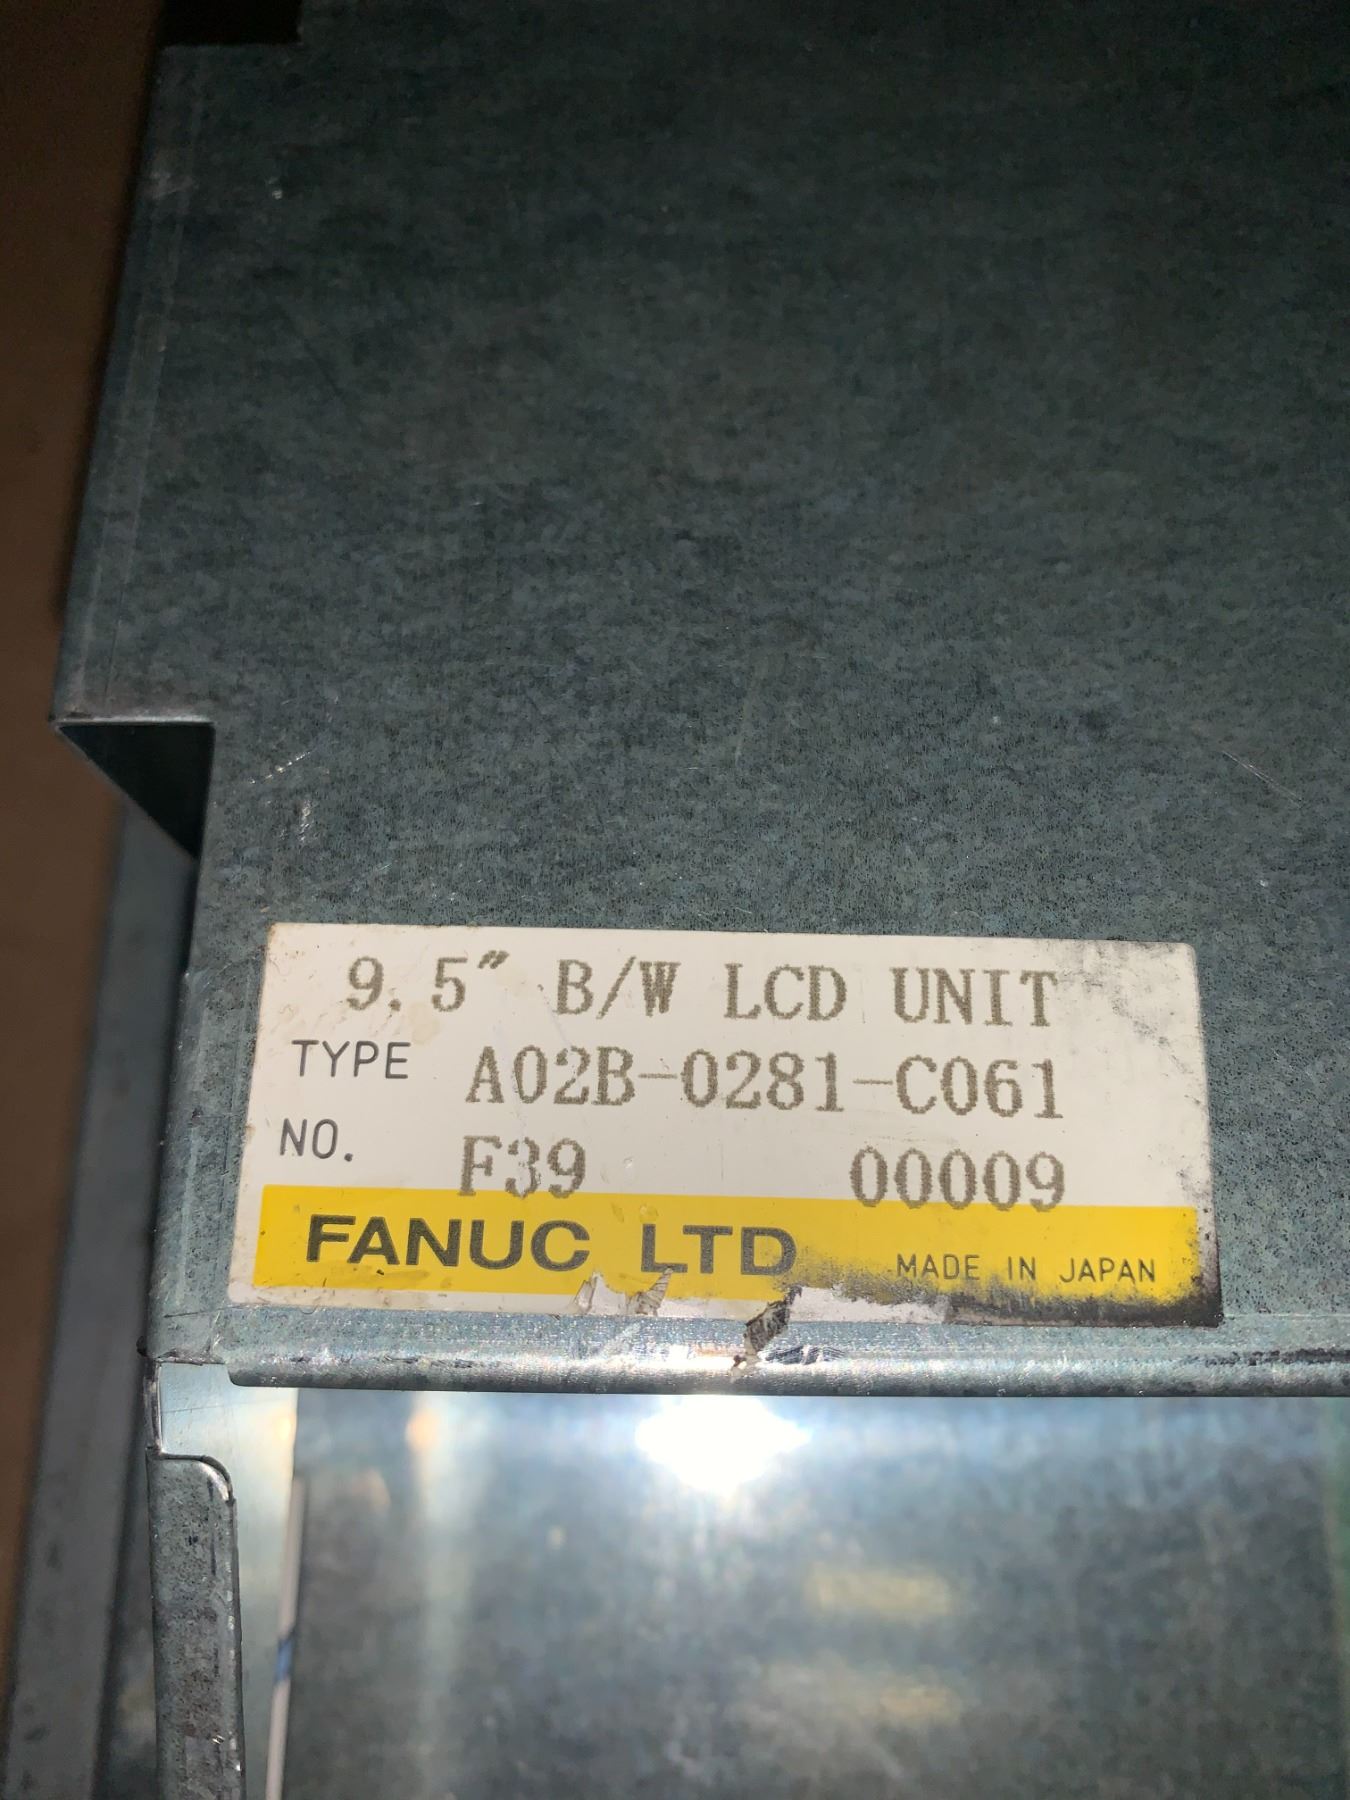 9.5" B/W LCD UNIT
TYPE A02B-0281-C061
NO. F39 00009
FANUC LTD MADE IN JAPAN